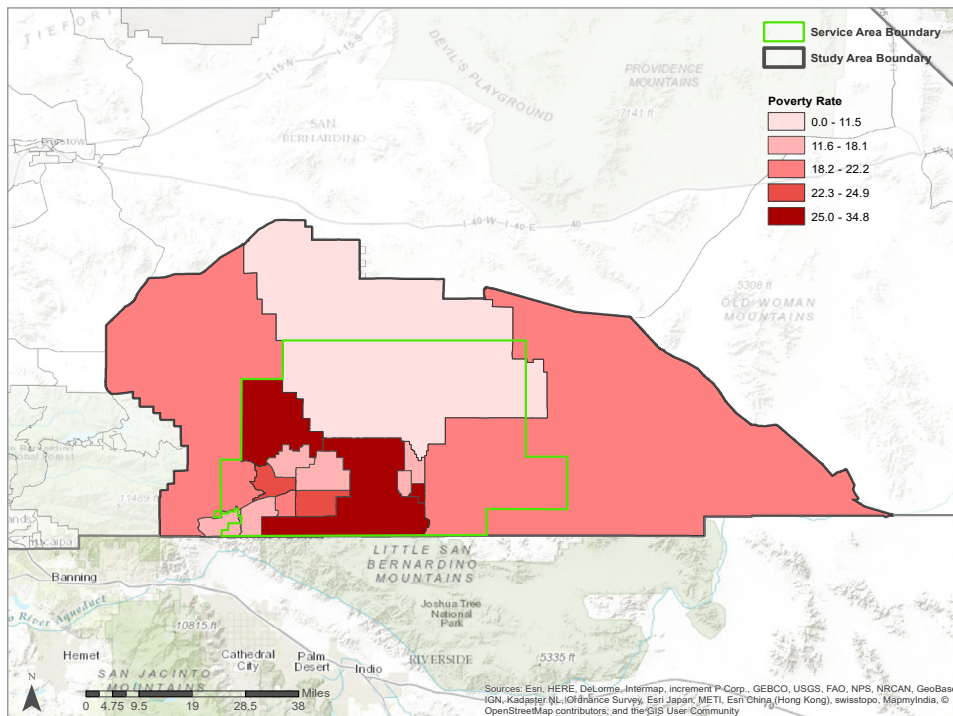 TIEFORT
I-15-N
I-15-S
DEVIL'S PLAYGROUND
PROVIDENCE
MOUNTAINS
7141 ft
SAN
BERNARDINO
Barstow
Service Area Boundary
Study Area Boundary
Poverty Rate
0.0 - 11.5
11.6 - 18.1
18.2 - 22.2
22.3 - 24.9
25.0 - 34.8
I-40-W
I-40-E
40
5308 ft
OLD WOMAN
MOUNTAINS
11489 ft
LITTLE SAN
BERNARDINO
MOUNTAINS
Banning
River Aqueduct
Joshua Tree
National
Park
10815 ft
Hemet
Cathedral
City
Palm
Desert
Indio
RIVERSIDE
5335 ft
SAN JACINTO
MOUNTAINS
N
0 4.75 9.5 19 28.5 38 Miles
Sources: Esri, HERE, DeLorme, Intermap, increment P Corp., GEBCO, USGS, FAO, NPS, NRCAN, GeoBase,
IGN, Kadaster NL, Ordnance Survey, Esri Japan, METI, Esri China (Hong Kong), swisstopo, MapmyIndia, ©
OpenStreetMap contributors, and the GIS User Community